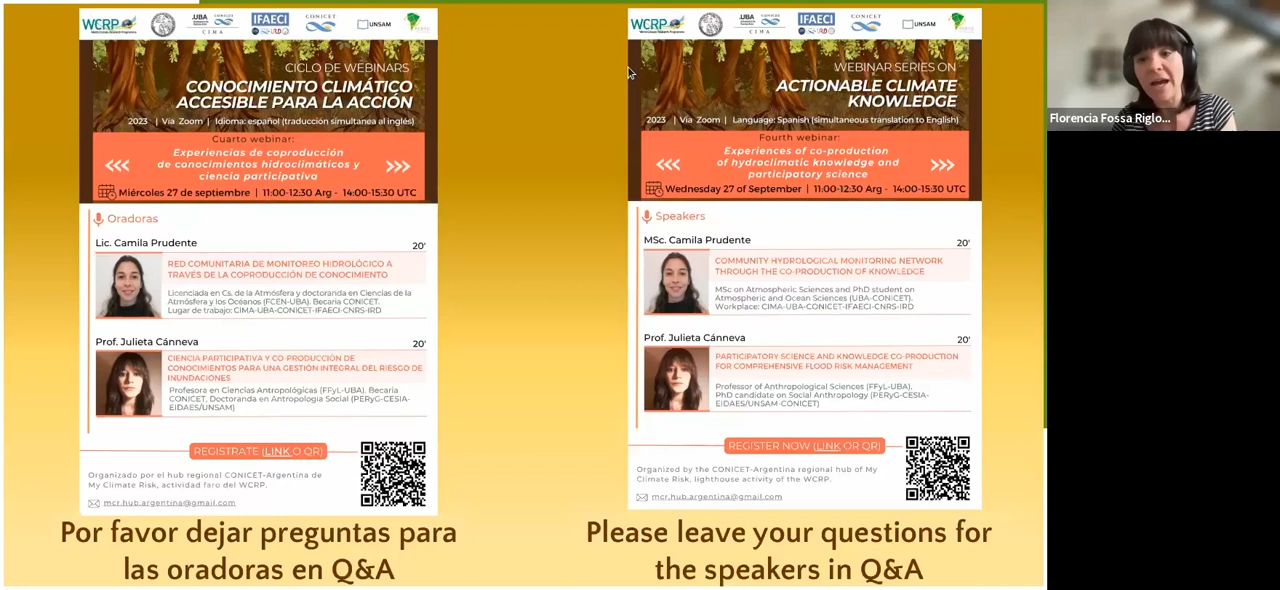 WCRP
World Climate Research Programme
.UBA
CIMA
IFAECI
CONICET
UNSAM
CICLO DE WEBINARS
CONOCIMIENTO CLIMÁTICO
ACCESIBLE PARA LA ACCIÓN
2023 | Via Zoom | Idioma: español (traducción simultanea al inglés)
Cuarto webinar:
Experiencias de coproducción
de conocimientos hidroclimáticos y
ciencia participativa
Miércoles 27 de septiembre | 11:00-12:30 Arg - 14:00-15:30 UTC
Oradoras
Lic. Camila Prudente
20'
RED COMUNITARIA DE MONITOREO HIDROLÓGICO A
TRAVÉS DE LA COPRODUCCIÓN DE CONOCIMIENTO
Licenciada en Cs. de la Atmósfera y doctoranda en Ciencias de la
Atmósfera y los Océanos (FCEN-UBA). Becaria CONICET.
Lugar de trabajo: CIMA-UBA-CONICET-IFAECI-CNRS-IRD
Prof. Julieta Cánneva
20'
CIENCIA PARTICIPATIVA Y CO-PRODUCCIÓN DE
CONOCIMIENTOS PARA UNA GESTIÓN INTEGRAL DEL RIESGO DE
INUNDACIONES
Profesora en Ciencias Antropológicas (FFyL-UBA). Becaria
CONICET. Doctoranda en Antropología Social (PERyG-CESIA-
EIDAES/UNSAM)
REGISTRATE (LINK O QR)
Organizado por el hub regional CONICET-Argentina de
My Climate Risk, actividad faro del WCRP.
mcr.hub.argentina@gmail.com
Por favor dejar preguntas para
las oradoras en Q&A
WCRP
World Climate Research Programme
.UBA
CIMA
IFAECI
CONICET
UNSAM
WEBINAR SERIES ON
ACTIONABLE CLIMATE
KNOWLEDGE
2023 | Via Zoom | Language: Spanish (simultaneous translation to English)
Fourth webinar:
Experiences of co-production
of hydroclimatic knowledge and
participatory science
Wednesday 27 of September | 11:00-12:30 Arg - 14:00-15:30 UTC
Speakers
MSc. Camila Prudente
20'
COMMUNITY HYDROLOGICAL MONITORING NETWORK
THROUGH THE CO-PRODUCTION OF KNOWLEDGE
MSc on Atmospheric Sciences and PhD student on
Atmospheric and Ocean Sciences (UBA-CONICET).
Workplace: CIMA-UBA-CONICET-IFAECI-CNRS-IRD
Prof. Julieta Cánneva
20'
PARTICIPATORY SCIENCE AND KNOWLEDGE CO-PRODUCTION
FOR COMPREHENSIVE FLOOD RISK MANAGEMENT
Professor of Anthropological Sciences (FFyL-UBA).
PhD candidate on Social Anthropology (PERyG-CESIA-
EIDAES/UNSAM-CONICET)
REGISTER NOW (LINK OR QR)
Organized by the CONICET-Argentina regional hub of My
Climate Risk, lighthouse activity of the WCRP.
mcr.hub.argentina@gmail.com
Please leave your questions for
the speakers in Q&A
Florencia Fossa Riglo...